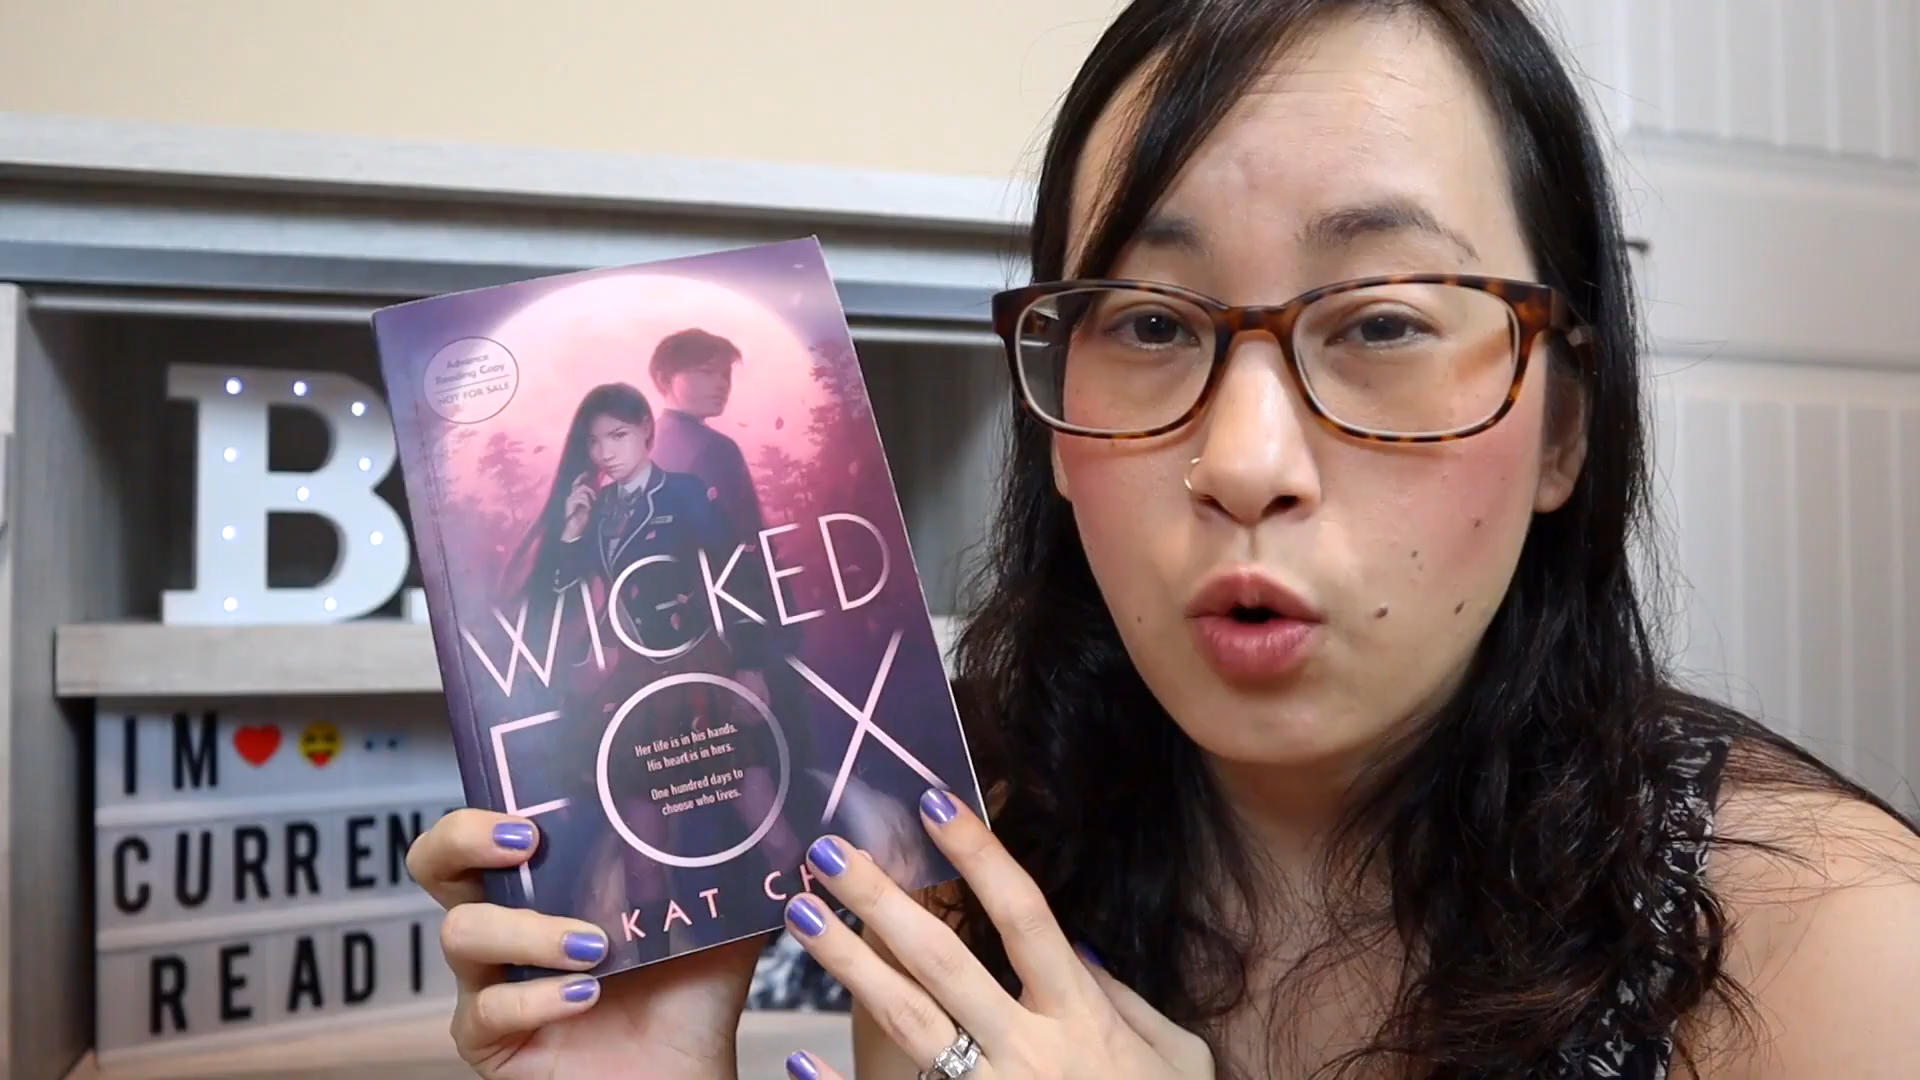 Advance
Reading Copy
NOT FOR SALE
WICKED
FOX
Her life is in his hands.
His heart is in hers.
One hundred days to
choose who lives.
KAT CH
B
I M
CURREN
READI